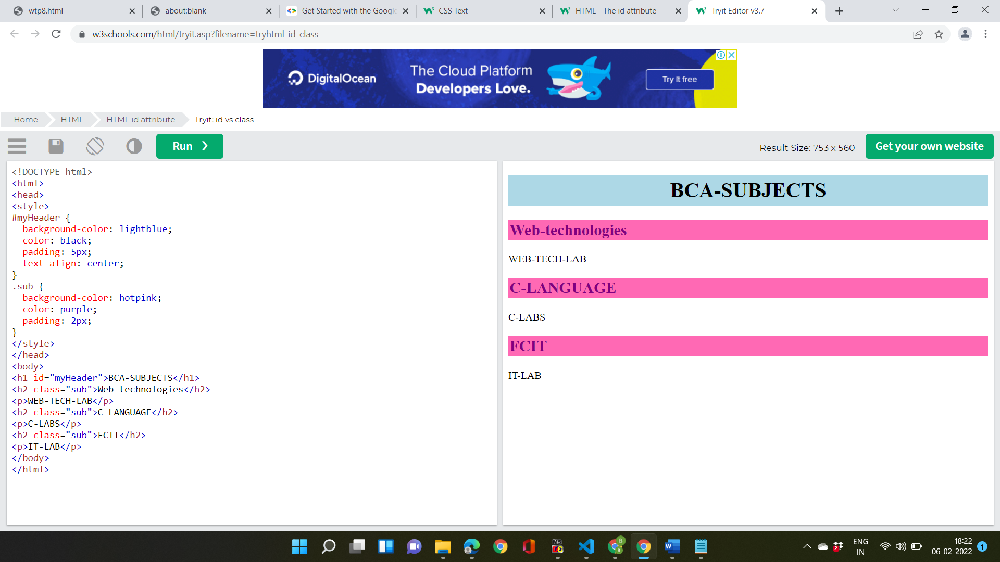 wtp8.html
about:blank
Get Started with the Google
CSS Text
HTML - The id attribute
Tryit Editor v3.7
w3schools.com/html/tryit.asp?filename=tryhtml_id_class
DigitalOcean
The Cloud Platform
Developers Love.
Try It free
Home
HTML
HTML id attribute
Tryit: id vs class
Run ❯
Result Size: 753 x 560
Get your own website
<!DOCTYPE html>
<html>
<head>
<style>
#myHeader {
  background-color: lightblue;
  color: black;
  padding: 5px;
  text-align: center;
}
.sub {
  background-color: hotpink;
  color: purple;
  padding: 2px;
}
</style>
</head>
<body>
<h1 id="myHeader">BCA-SUBJECTS</h1>
<h2 class="sub">Web-technologies</h2>
<p>WEB-TECH-LAB</p>
<h2 class="sub">C-LANGUAGE</h2>
<p>C-LABS</p>
<h2 class="sub">FCIT</h2>
<p>IT-LAB</p>
</body>
</html>
BCA-SUBJECTS
Web-technologies
WEB-TECH-LAB
C-LANGUAGE
C-LABS
FCIT
IT-LAB
ENG
IN
18:22
06-02-2022
1